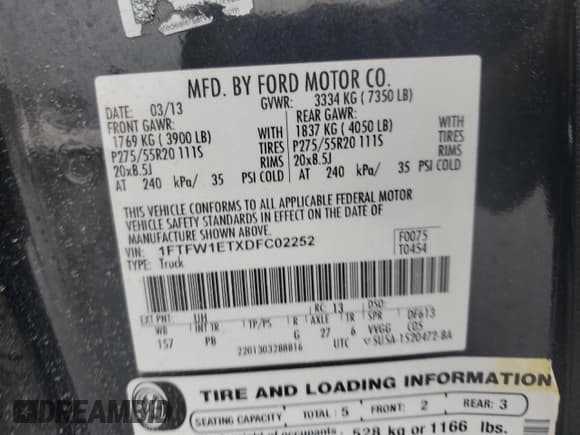 MFD. BY FORD MOTOR CO.
DATE: 03/13 GVWR: 3334 KG ( 7350 LB)
FRONT GAWR: REAR GAWR:
1769 KG ( 3900 LB) WITH 1837 KG ( 4050 LB) WITH
P275/55R20 111S TIRES P275/55R20 111S TIRES
20x8.5J RIMS 20x8.5J RIMS
AT 240 kPa/ 35 PSI COLD AT 240 kPa/ 35 PSI COLD
THIS VEHICLE CONFORMS TO ALL APPLICABLE FEDERAL MOTOR
VEHICLE SAFETY STANDARDS IN EFFECT ON THE DATE OF
MANUFACTURE SHOWN ABOVE.
VIN: 1FTFW1ETXDFC02252 F0075
TYPE: Truck T0454
EXT PNT: UH RC: 13 DSO:
WB INT TR TP/PS R AXLE TR SPR DF613
157 PB G 27 6 VVGG COS
2201303288816 UTC SUSA-1520472-BA
TIRE AND LOADING INFORMATION
SEATING CAPACITY TOTAL: 5 FRONT: 2 REAR: 3
of occupants 528 kg or 1166 lbs.
DREAMBID